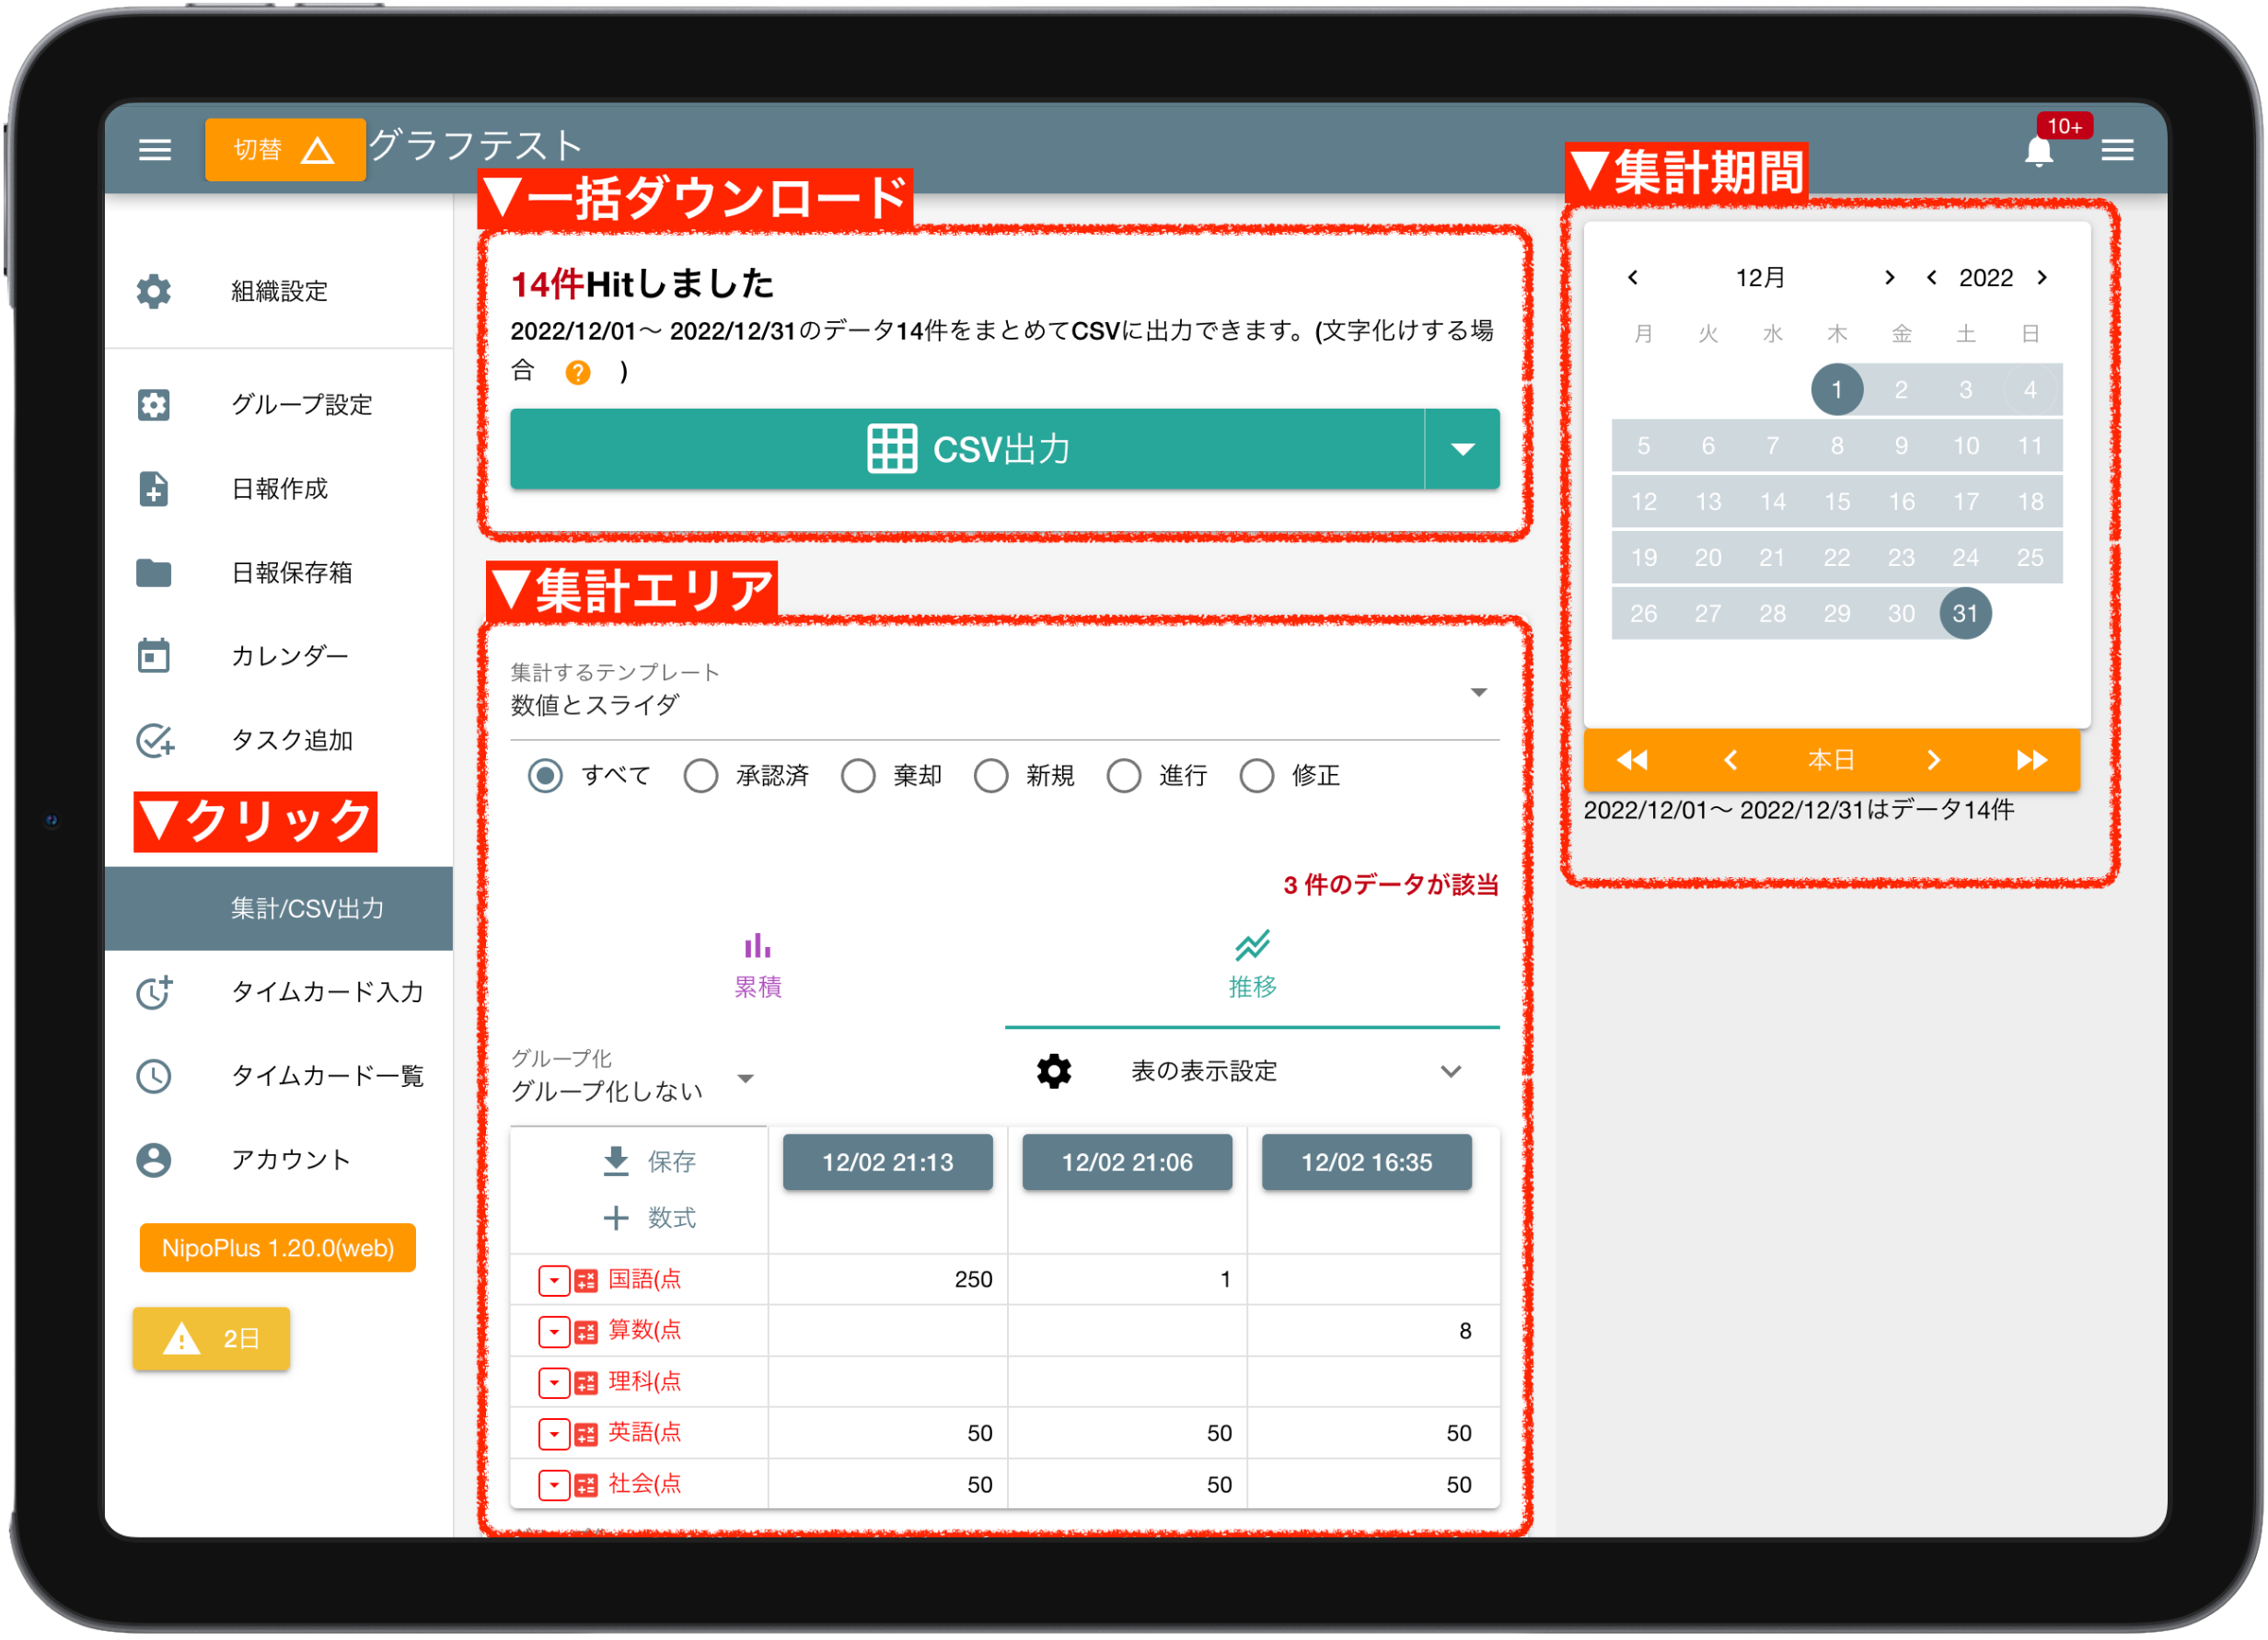 切替
グラフテスト
10+
組織設定
グループ設定
日報作成
日報保存箱
カレンダー
タスク追加
▼クリック
集計/CSV出力
タイムカード入力
タイムカード一覧
アカウント
NipoPlus 1.20.0(web)
2日
▼一括ダウンロード
14件Hitしました
2022/12/01〜 2022/12/31のデータ14件をまとめてCSVに出力できます。(文字化けする場
合 ? )
CSV出力
▼集計エリア
集計するテンプレート
数値とスライダ
すべて 承認済 棄却 新規 進行 修正
3 件のデータが該当
累積 推移
グループ化
グループ化しない
表の表示設定
保存 12/02 21:13 12/02 21:06 12/02 16:35
数式
国語(点 250 1
算数(点 8
理科(点
英語(点 50 50 50
社会(点 50 50 50
▼集計期間
12月 2022
月 火 水 木 金 土 日
1 2 3 4
5 6 7 8 9 10 11
12 13 14 15 16 17 18
19 20 21 22 23 24 25
26 27 28 29 30 31
本日
2022/12/01〜 2022/12/31はデータ14件